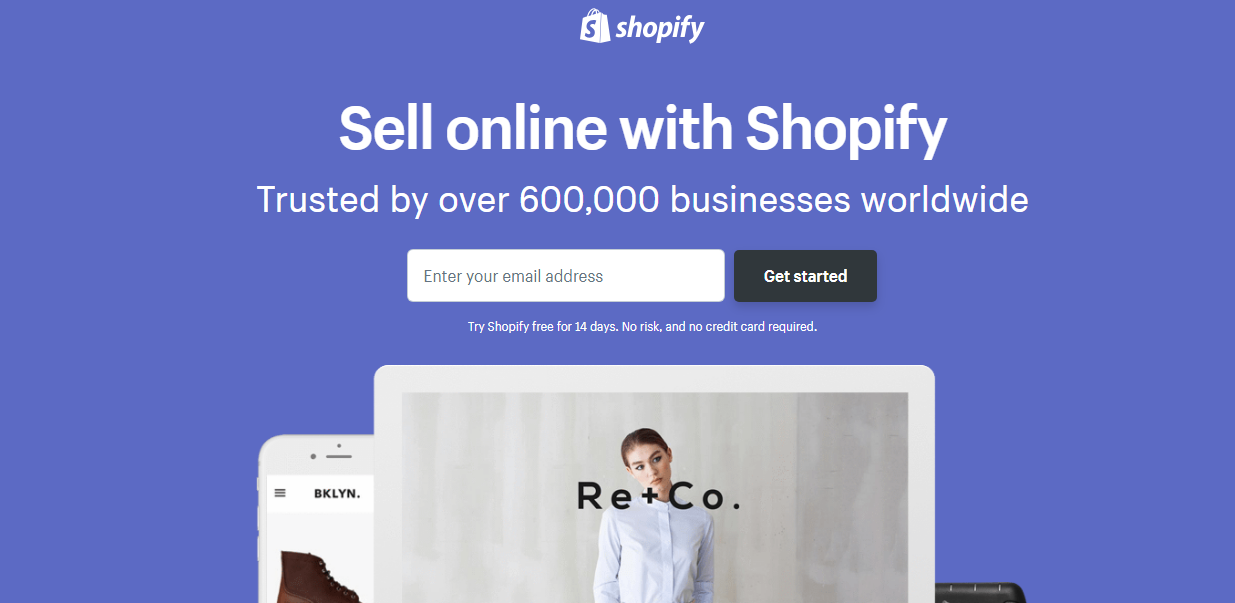 shopify
Sell online with Shopify
Trusted by over 600,000 businesses worldwide
Enter your email address
Get started
Try Shopify free for 14 days. No risk, and no credit card required.
Re+Co.
BKLYN.